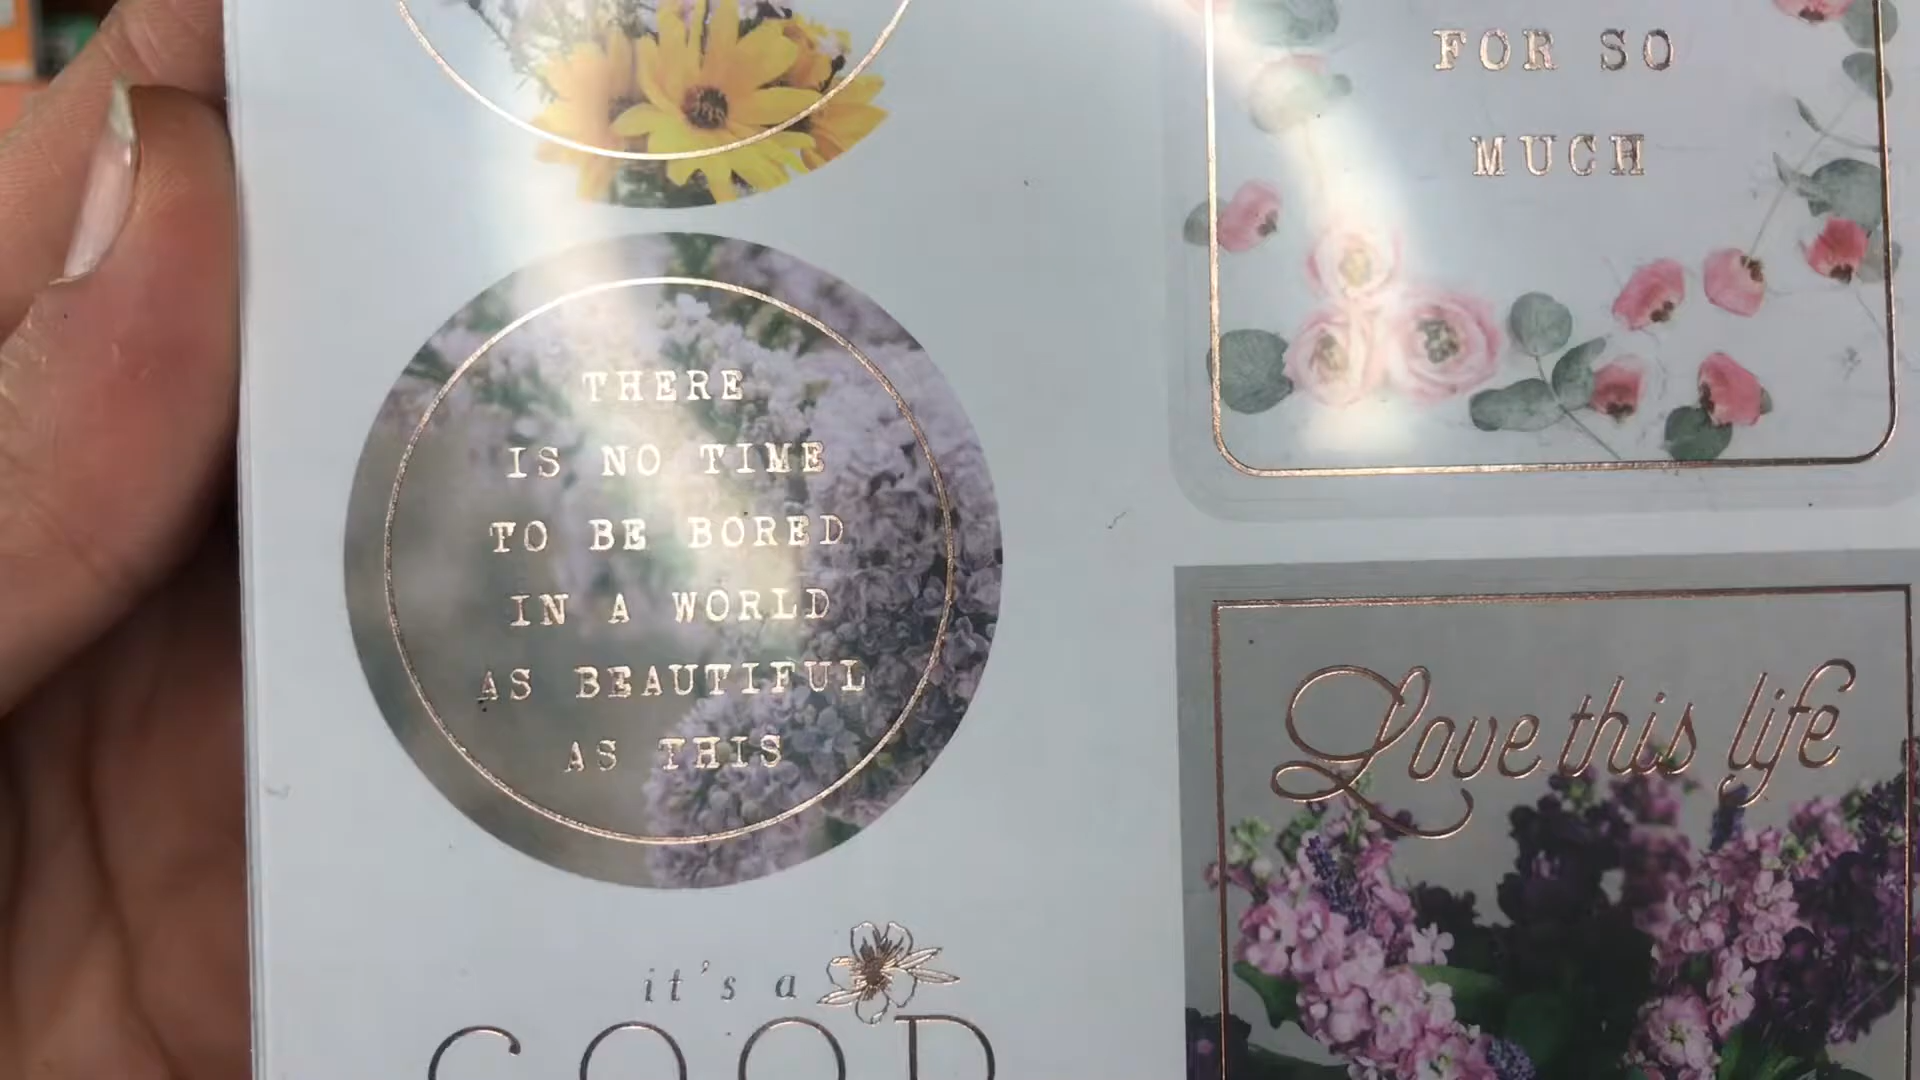 THERE
IS NO TIME
TO BE BORED
IN A WORLD
AS BEAUTIFUL
AS THIS
it's a
GOOD
FOR SO
MUCH
Love this life